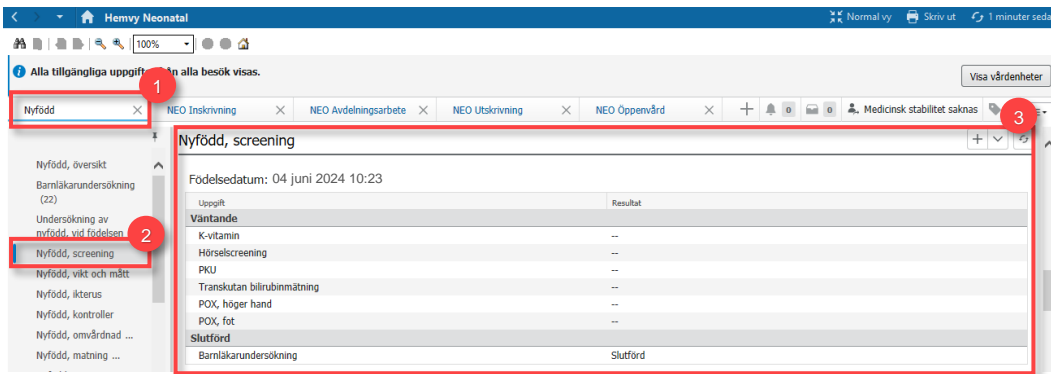 Hemvy Neonatal
Normal vy Skriv ut 1 minuter seda
100%
Alla tillgängliga uppgifte ån alla besök visas.
1
Visa vårdenheter
Nyfödd NEO Inskrivning NEO Avdelningsarbete NEO Utskrivning NEO Öppenvård 0 0 Medicinsk stabilitet saknas
3
Nyfödd, screening
Nyfödd, översikt
Barnläkarundersökning
(22)
Undersökning av
nyfödd, vid födelsen
2
Nyfödd, screening
Nyfödd, vikt och mått
Nyfödd, ikterus
Nyfödd, kontroller
Nyfödd, omvårdnad ...
Nyfödd, matning ...
Födelsedatum: 04 juni 2024 10:23
Uppgift Resultat
Väntande
K-vitamin --
Hörselscreening --
PKU --
Transkutan bilirubinmätning --
POX, höger hand --
POX, fot --
Slutförd
Barnläkarundersökning Slutförd